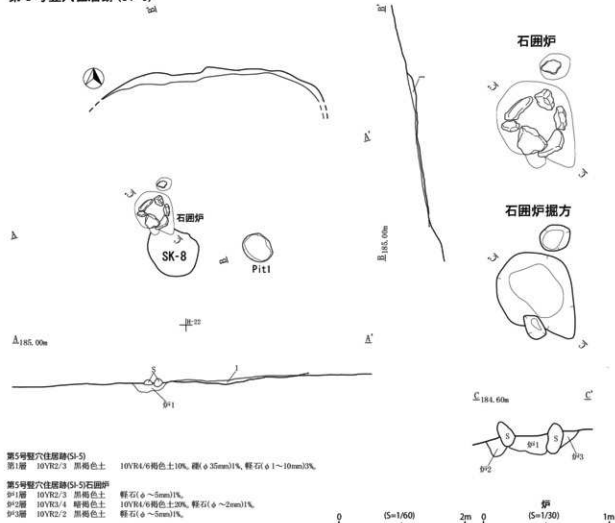 石囲炉
石囲炉
SK-8
Pit1
石囲炉掘方
B 185.00m
A 185.00m
A'
S
1
炉1
C 184.60m
C'
S
炉1
S
炉2
炉3
第5号竪穴住居跡(SI-5)
第1層 10YR2/3 黒褐色土 10YR4/6褐色土10%, 礫(φ35mm)1%, 軽石(φ1～10mm)3%。
第5号竪穴住居跡(SI-5)石囲炉
炉1層 10YR2/3 黒褐色土 軽石(φ～5mm)1%。
炉2層 10YR3/4 暗褐色土 10YR4/6褐色土20%, 軽石(φ～2mm)1%。
炉3層 10YR2/2 黒褐色土 軽石(φ～5mm)1%。
炉
0 (S=1/60) 2m
0 (S=1/30) 1m